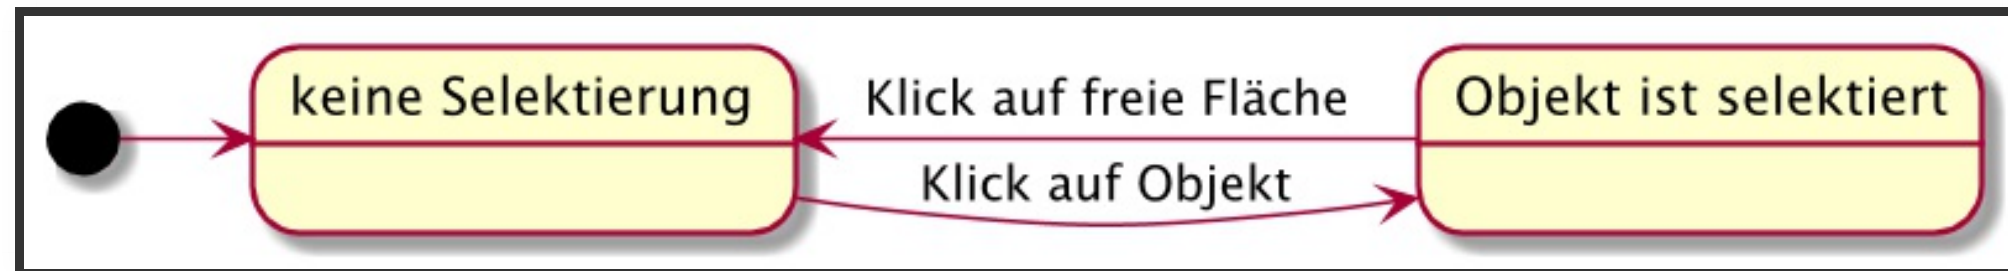 keine Selektierung
Klick auf freie Fläche
Klick auf Objekt
Objekt ist selektiert